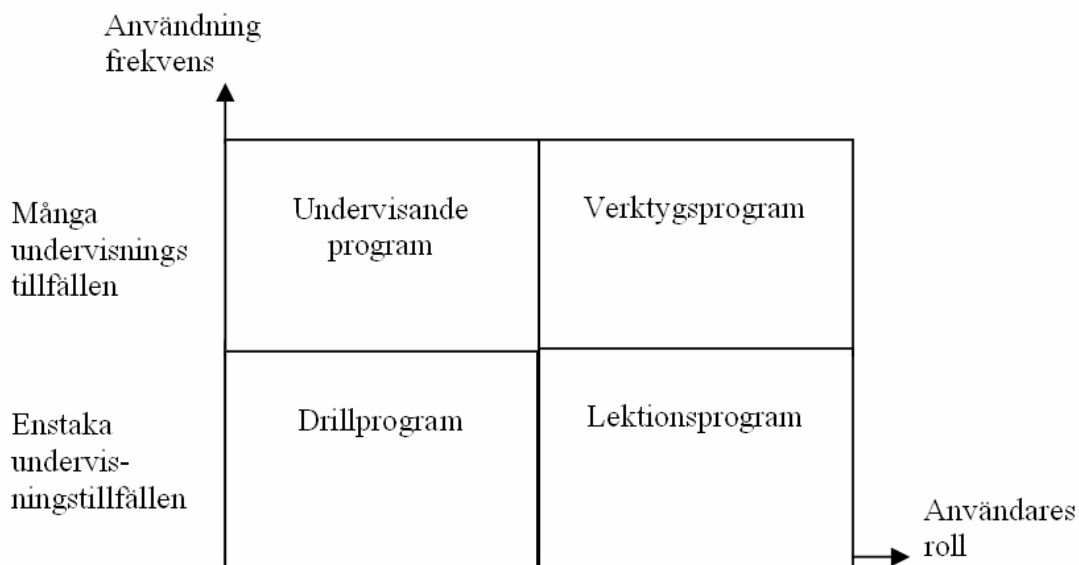 Användning
frekvens
Många
undervisnings
tillfällen
Undervisande
program
Verktygsprogram
Enstaka
undervis-
ningstillfällen
Drillprogram
Lektionsprogram
Användares
roll